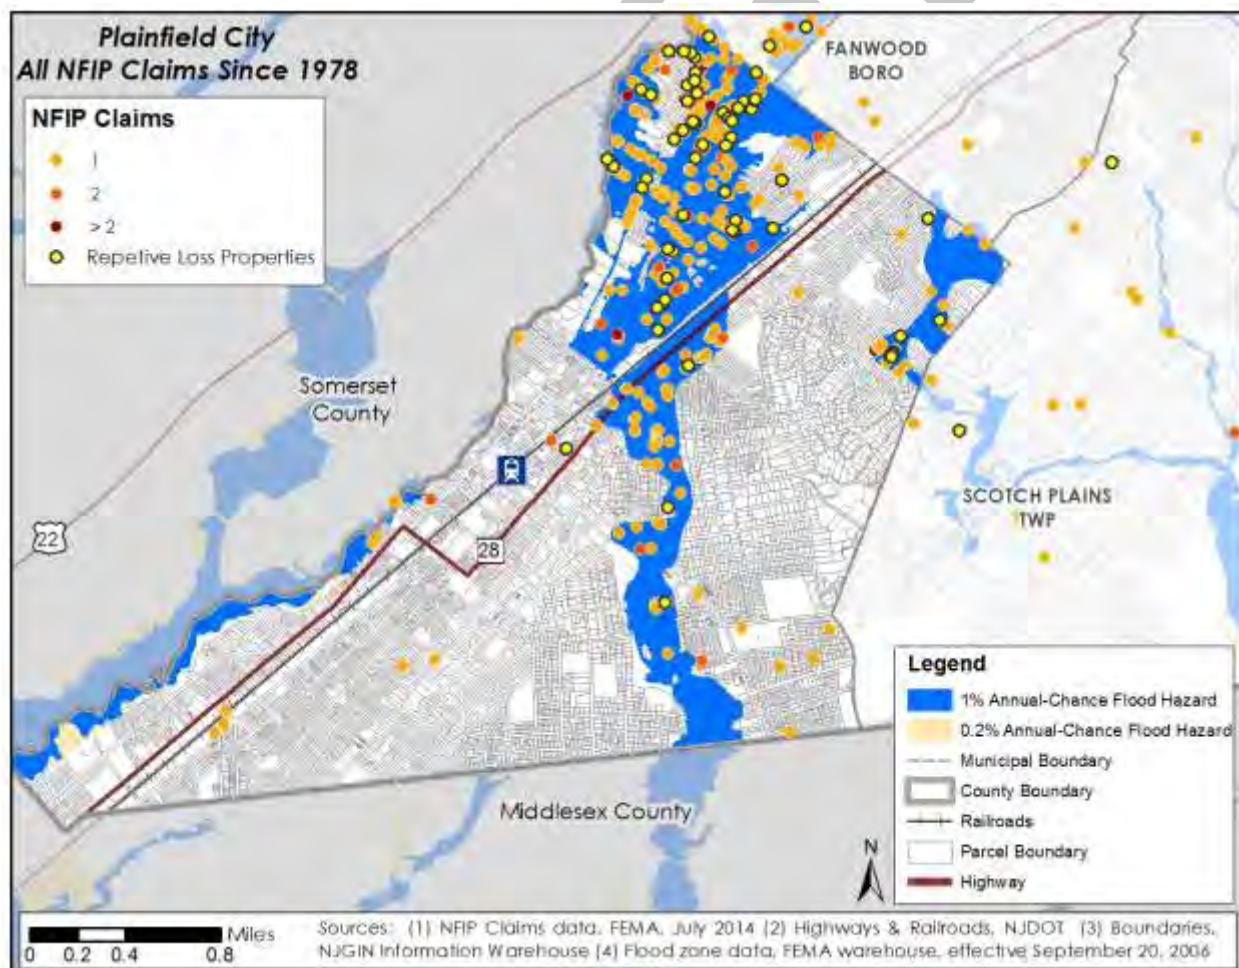 Plainfield City
All NFIP Claims Since 1978
NFIP Claims
1
2
> 2
Repetive Loss Properties
FANWOOD
BORO
Somerset
County
22
28
SCOTCH PLAINS
TWP
Middlesex County
Legend
1% Annual-Chance Flood Hazard
0.2% Annual-Chance Flood Hazard
Municipal Boundary
County Boundary
Railroads
Parcel Boundary
Highway
N
Miles
0 0.2 0.4 0.8
Sources: (1) NFIP Claims data, FEMA, July 2014 (2) Highways & Railroads, NJDOT (3) Boundaries,
NJGIN Information Warehouse (4) Flood zone data, FEMA warehouse, effective September 20, 2006